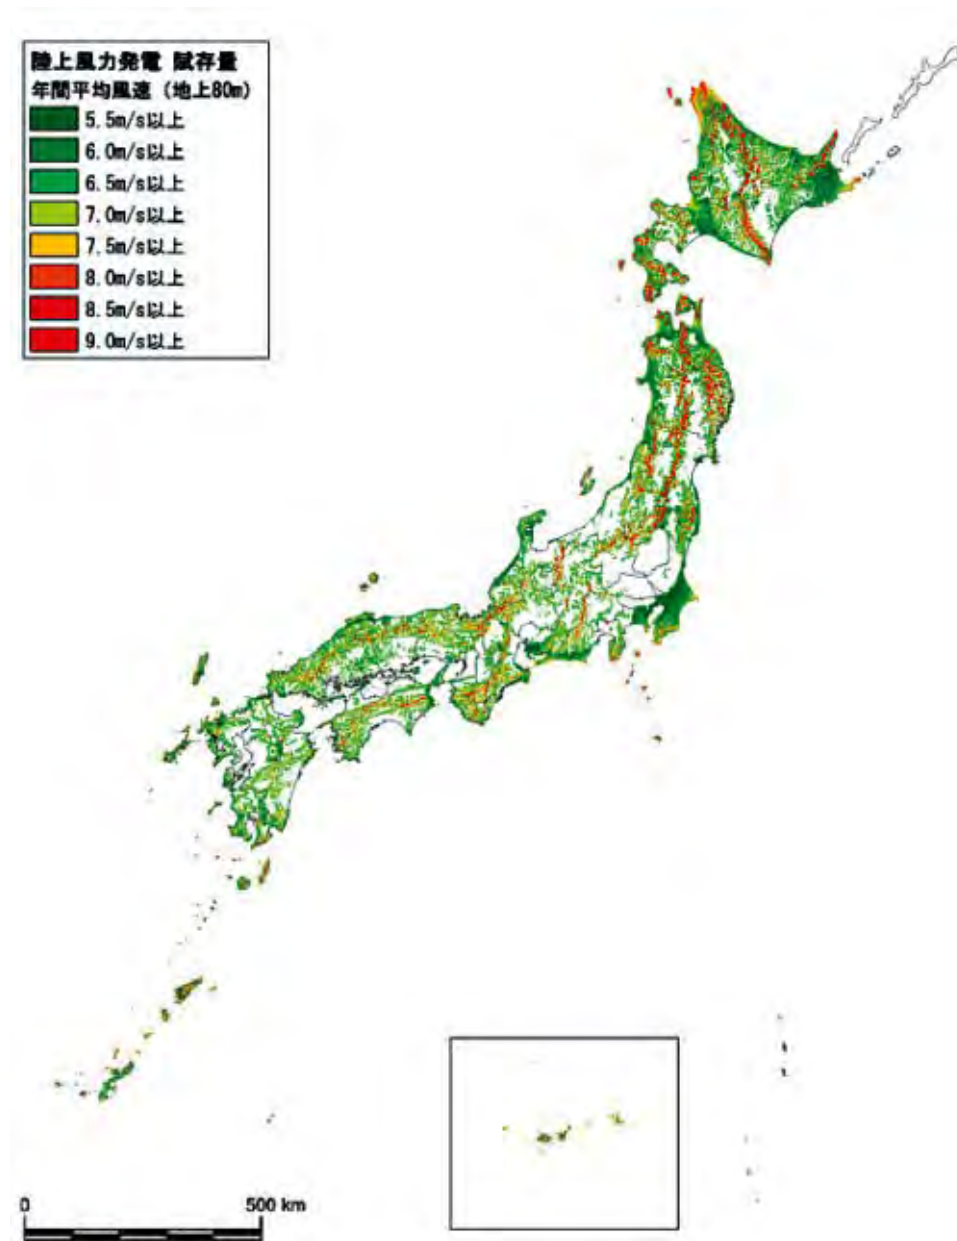 陸上風力発電 賦存量
年間平均風速（地上80m）
5.5m/s以上
6.0m/s以上
6.5m/s以上
7.0m/s以上
7.5m/s以上
8.0m/s以上
8.5m/s以上
9.0m/s以上
0 500 km